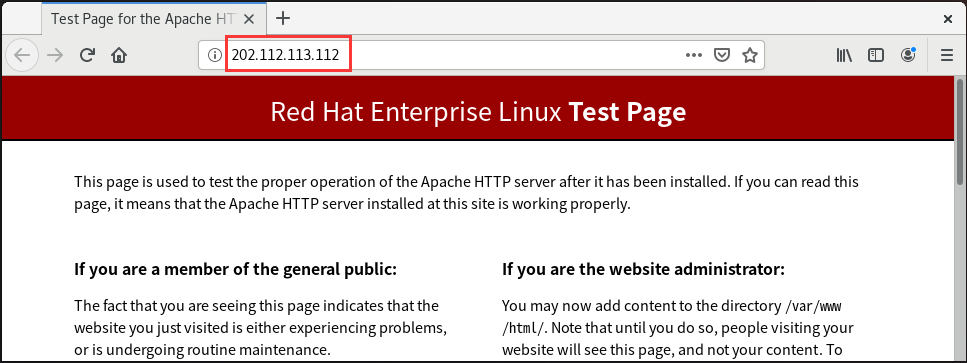 Test Page for the Apache HT
202.112.113.112
Red Hat Enterprise Linux Test Page
This page is used to test the proper operation of the Apache HTTP server after it has been installed. If you can read this
page, it means that the Apache HTTP server installed at this site is working properly.
If you are a member of the general public:
The fact that you are seeing this page indicates that the
website you just visited is either experiencing problems,
or is undergoing routine maintenance.
If you are the website administrator:
You may now add content to the directory /var/www
/html/. Note that until you do so, people visiting your
website will see this page, and not your content. To